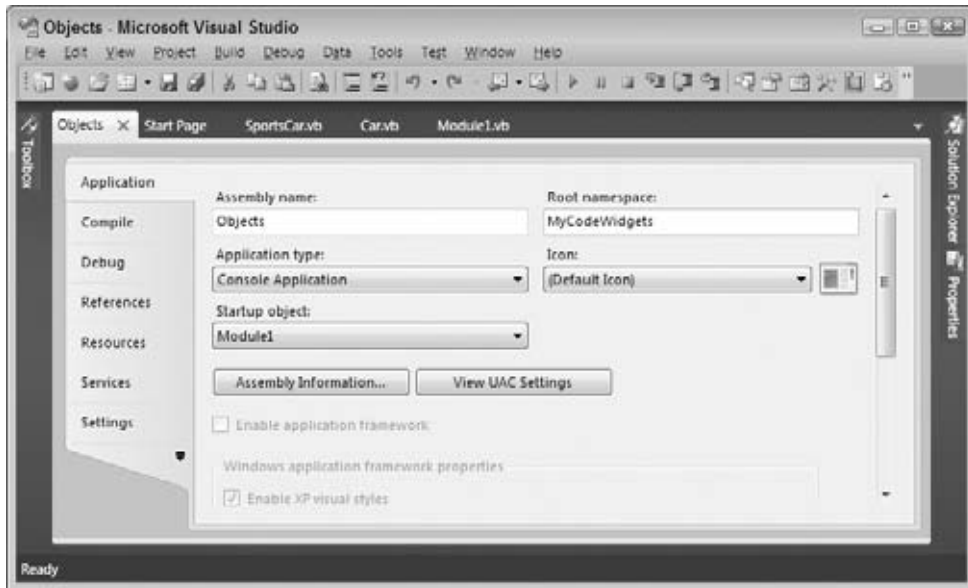 Objects - Microsoft Visual Studio
File Edit View Project Build Debug Data Tools Test Window Help
Toolbox
Objects Start Page SportsCar.vb Car.vb Module1.vb
Solution Explorer
Properties
Application
Compile
Debug
References
Resources
Services
Settings
Assembly name: Root namespace:
Objects MyCodeWidgets
Application type: Icon:
Console Application (Default Icon)
Startup object:
Module1
Assembly Information... View UAC Settings
Enable application framework
Windows application framework properties
Enable XP visual styles
Ready